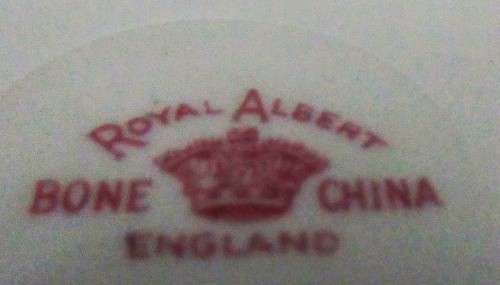 ROYAL ALBERT
BONE CHINA
ENGLAND